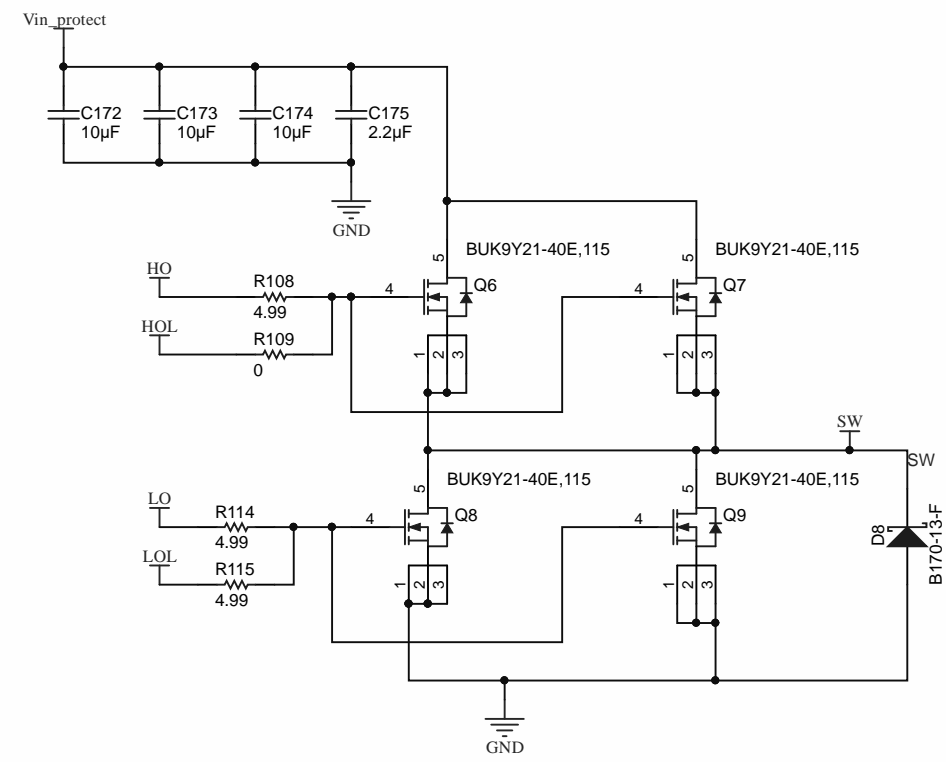 Vin_protect
C172
10µF
C173
10µF
C174
10µF
C175
2.2µF
GND
BUK9Y21-40E,115
BUK9Y21-40E,115
5
5
HO
R108
4.99
4
Q6
4
Q7
HOL
R109
0
1
2
3
1
2
3
SW
SW
BUK9Y21-40E,115
BUK9Y21-40E,115
5
5
LO
R114
4.99
4
Q8
4
Q9
D8
B170-13-F
LOL
R115
4.99
1
2
3
1
2
3
GND